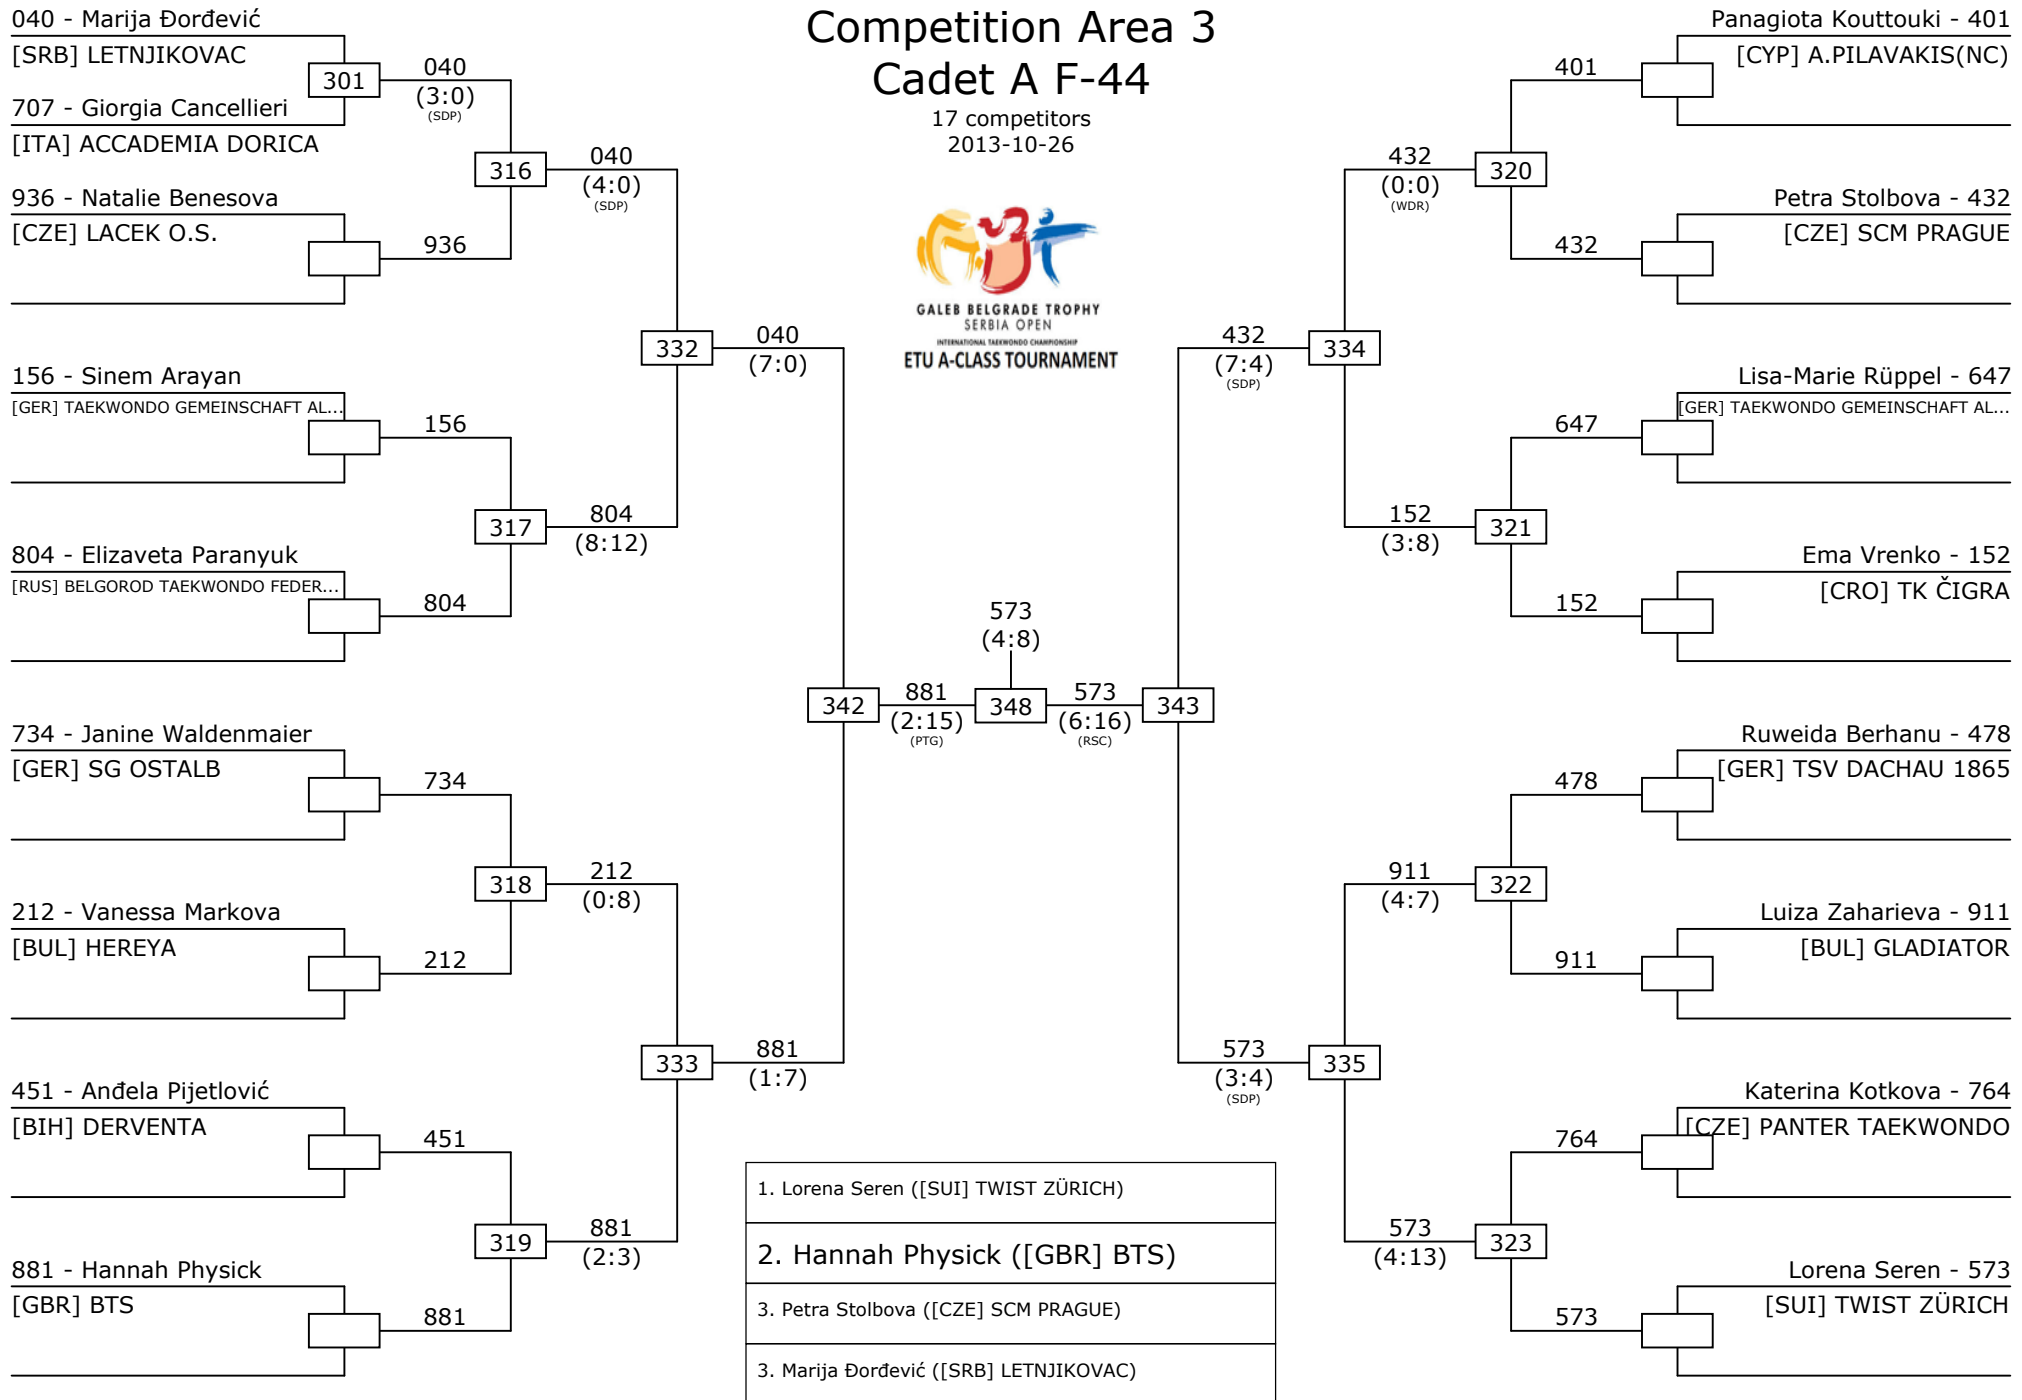 Competition Area 3
Cadet A F-44
17 competitors
2013-10-26
GALEB BELGRADE TROPHY
SERBIA OPEN
INTERNATIONAL TAEKWONDO CHAMPIONSHIP
ETU A-CLASS TOURNAMENT
040 - Marija Đorđević
[SRB] LETNJIKOVAC
707 - Giorgia Cancellieri
[ITA] ACCADEMIA DORICA
936 - Natalie Benesova
[CZE] LACEK O.S.
156 - Sinem Arayan
[GER] TAEKWONDO GEMEINSCHAFT AL...
804 - Elizaveta Paranyuk
[RUS] BELGOROD TAEKWONDO FEDER...
734 - Janine Waldenmaier
[GER] SG OSTALB
212 - Vanessa Markova
[BUL] HEREYA
451 - Anđela Pijetlović
[BIH] DERVENTA
881 - Hannah Physick
[GBR] BTS
301
040
(3:0)
(SDP)
936
156
804
734
212
451
881
316
040
(4:0)
(SDP)
317
804
(8:12)
318
212
(0:8)
319
881
(2:3)
332
040
(7:0)
333
881
(1:7)
342
881
(2:15)
(PTG)
573
(4:8)
348
573
(6:16)
(RSC)
343
432
(7:4)
(SDP)
334
573
(3:4)
(SDP)
335
432
(0:0)
(WDR)
320
152
(3:8)
321
911
(4:7)
322
573
(4:13)
323
401
432
647
152
478
911
764
573
Panagiota Kouttouki - 401
[CYP] A.PILAVAKIS(NC)
Petra Stolbova - 432
[CZE] SCM PRAGUE
Lisa-Marie Rüppel - 647
[GER] TAEKWONDO GEMEINSCHAFT AL...
Ema Vrenko - 152
[CRO] TK ČIGRA
Ruweida Berhanu - 478
[GER] TSV DACHAU 1865
Luiza Zaharieva - 911
[BUL] GLADIATOR
Katerina Kotkova - 764
[CZE] PANTER TAEKWONDO
Lorena Seren - 573
[SUI] TWIST ZÜRICH
1. Lorena Seren ([SUI] TWIST ZÜRICH)
2. Hannah Physick ([GBR] BTS)
3. Petra Stolbova ([CZE] SCM PRAGUE)
3. Marija Đorđević ([SRB] LETNJIKOVAC)